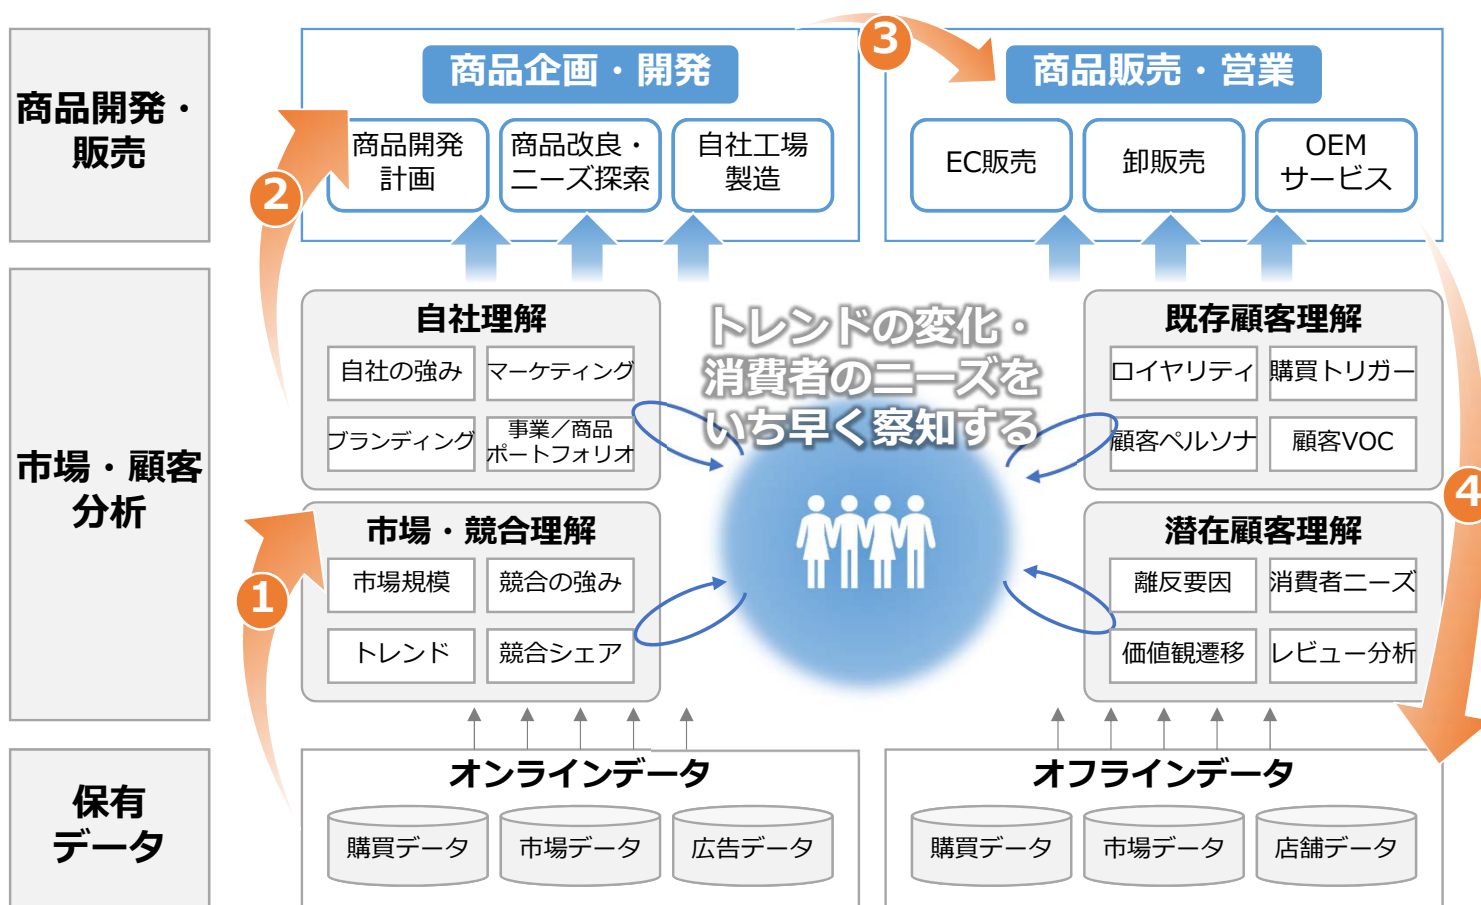 商品開発・
販売
商品企画・開発
商品開発
計画
商品改良・
ニーズ探索
自社工場
製造
3
商品販売・営業
EC販売
卸販売
OEM
サービス
2
市場・顧客
分析
自社理解
自社の強み
マーケティング
ブランディング
事業／商品
ポートフォリオ
トレンドの変化・
消費者のニーズを
いち早く察知する
既存顧客理解
ロイヤリティ
購買トリガー
顧客ペルソナ
顧客VOC
4
市場・競合理解
市場規模
競合の強み
トレンド
競合シェア
1
潜在顧客理解
離反要因
消費者ニーズ
価値観遷移
レビュー分析
保有
データ
オンラインデータ
購買データ
市場データ
広告データ
オフラインデータ
購買データ
市場データ
店舗データ